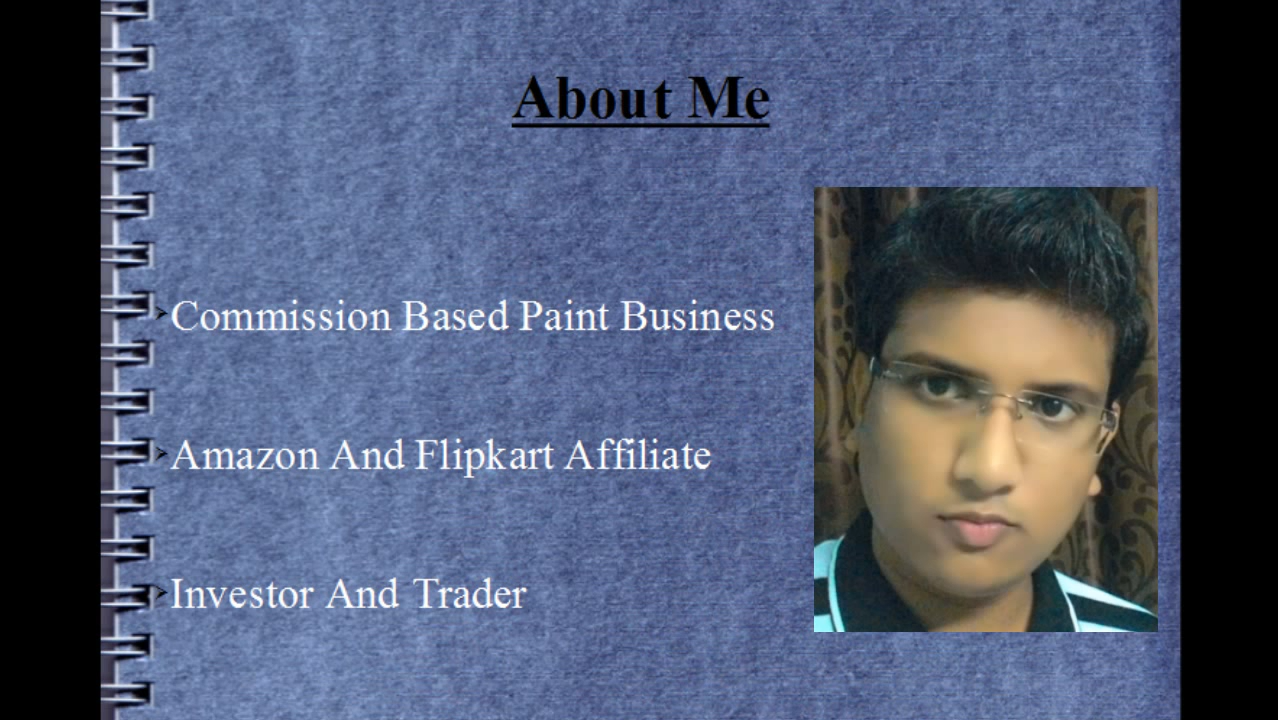 About Me
Commission Based Paint Business
Amazon And Flipkart Affiliate
Investor And Trader